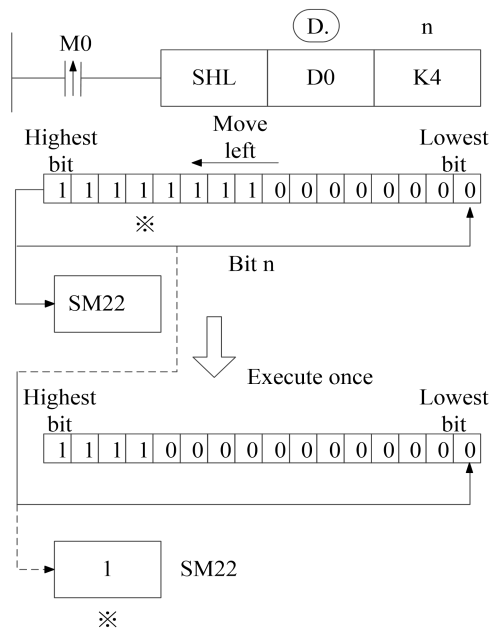 D. n
M0
SHL D0 K4
Move
left
Highest
bit
Lowest
bit
1 1 1 1 1 1 1 1 0 0 0 0 0 0 0 0
※
Bit n
SM22
Execute once
Highest
bit
Lowest
bit
1 1 1 1 0 0 0 0 0 0 0 0 0 0 0 0
1 SM22
※